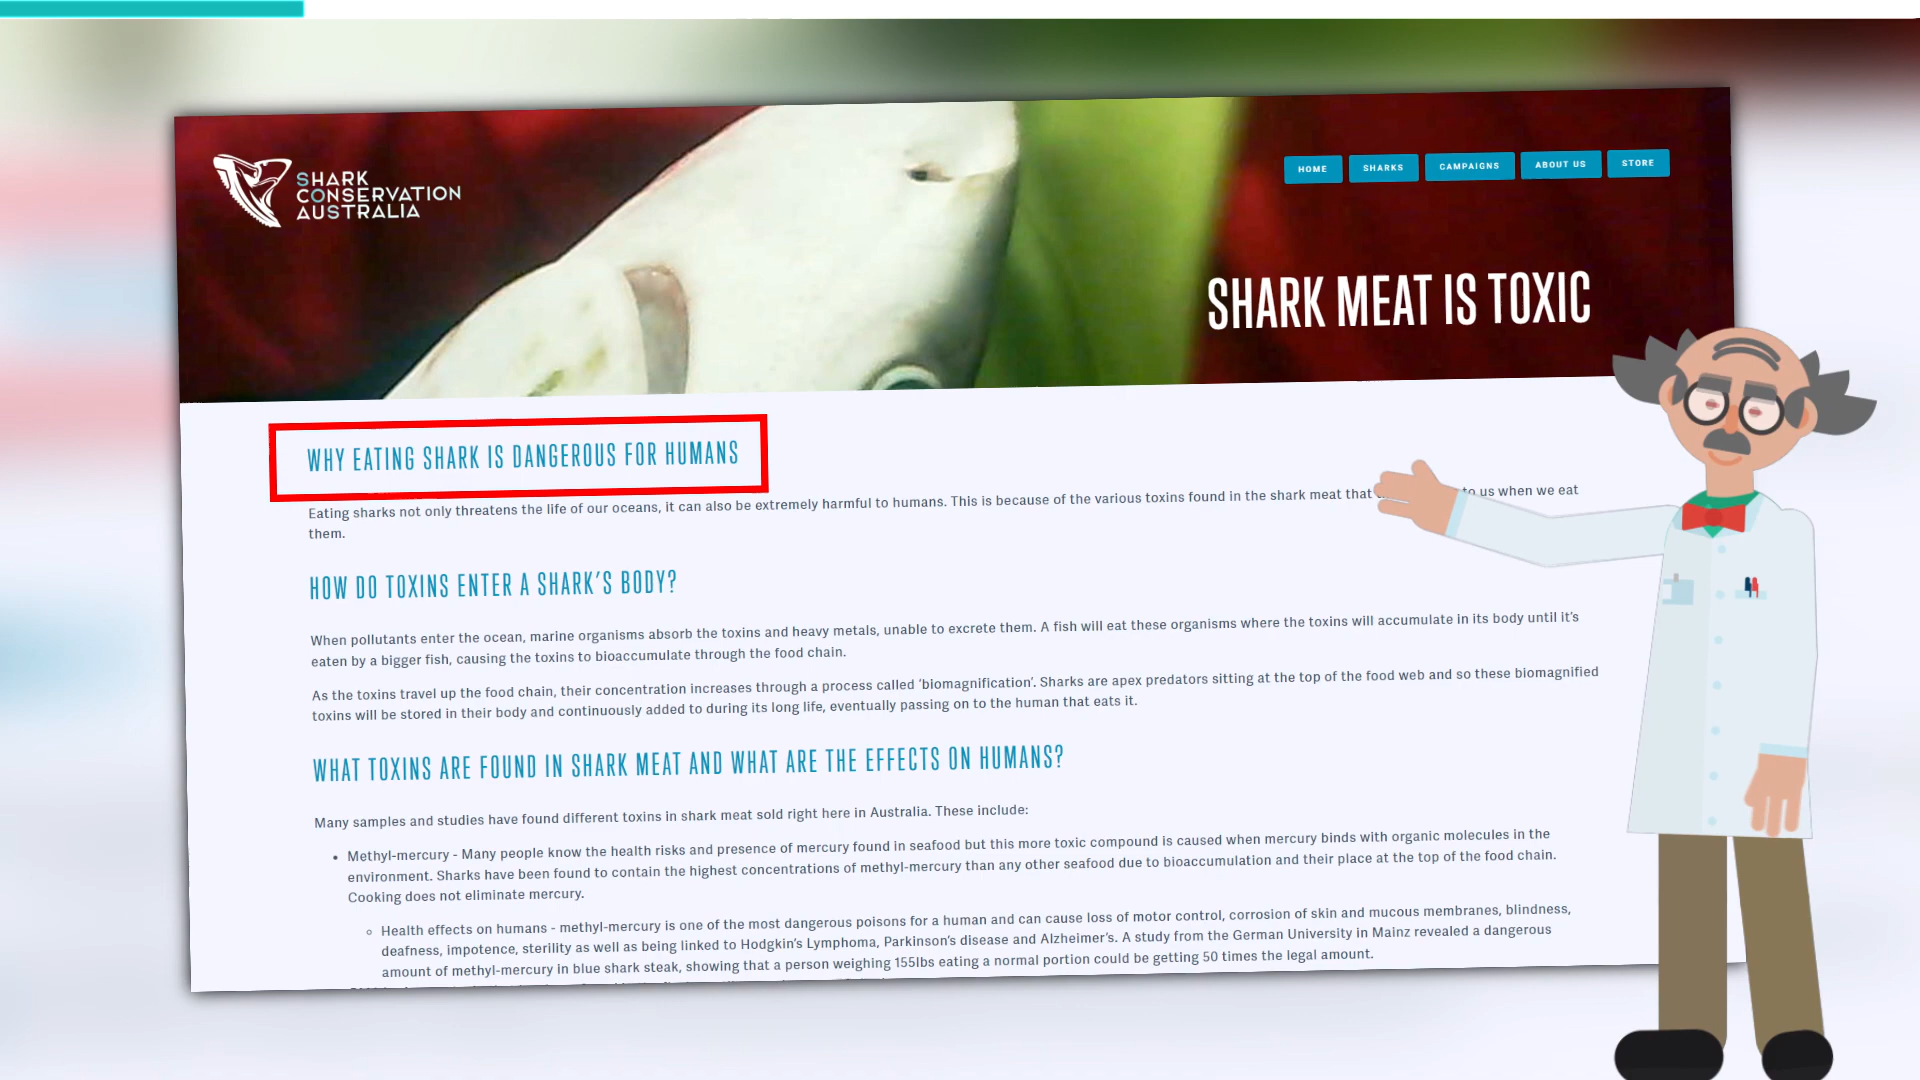 SHARK
CONSERVATION
AUSTRALIA
HOME
SHARKS
CAMPAIGNS
ABOUT US
STORE
SHARK MEAT IS TOXIC
WHY EATING SHARK IS DANGEROUS FOR HUMANS
Eating sharks not only threatens the life of our oceans, it can also be extremely harmful to humans. This is because of the various toxins found in the shark meat that to us when we eat
them.
HOW DO TOXINS ENTER A SHARK'S BODY?
When pollutants enter the ocean, marine organisms absorb the toxins and heavy metals, unable to excrete them. A fish will eat these organisms where the toxins will accumulate in its body until it's
eaten by a bigger fish, causing the toxins to bioaccumulate through the food chain.
As the toxins travel up the food chain, their concentration increases through a process called 'biomagnification'. Sharks are apex predators sitting at the top of the food web and so these biomagnified
toxins will be stored in their body and continuously added to during its long life, eventually passing on to the human that eats it.
WHAT TOXINS ARE FOUND IN SHARK MEAT AND WHAT ARE THE EFFECTS ON HUMANS?
Many samples and studies have found different toxins in shark meat sold right here in Australia. These include:
• Methyl-mercury - Many people know the health risks and presence of mercury found in seafood but this more toxic compound is caused when mercury binds with organic molecules in the
environment. Sharks have been found to contain the highest concentrations of methyl-mercury than any other seafood due to bioaccumulation and their place at the top of the food chain.
Cooking does not eliminate mercury.
○ Health effects on humans - methyl-mercury is one of the most dangerous poisons for a human and can cause loss of motor control, corrosion of skin and mucous membranes, blindness,
deafness, impotence, sterility as well as being linked to Hodgkin's Lymphoma, Parkinson's disease and Alzheimer's. A study from the German University in Mainz revealed a dangerous
amount of methyl-mercury in blue shark steak, showing that a person weighing 155lbs eating a normal portion could be getting 50 times the legal amount.